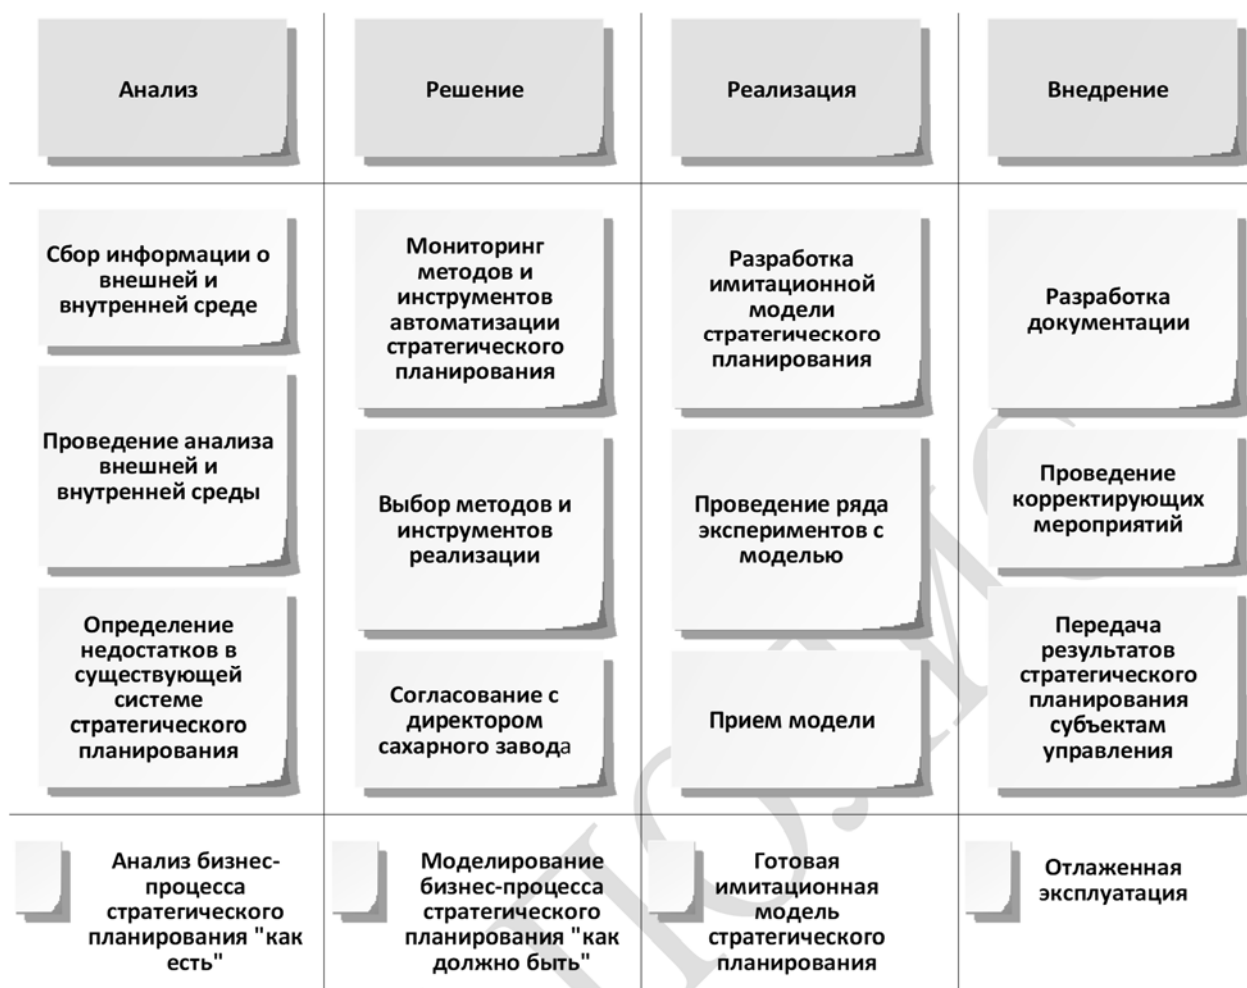 Анализ
Решение
Реализация
Внедрение
Сбор информации о
внешней и
внутренней среде
Проведение анализа
внешней и
внутренней среды
Определение
недостатков в
существующей
системе
стратегического
планирования
Мониторинг
методов и
инструментов
автоматизации
стратегического
планирования
Выбор методов и
инструментов
реализации
Согласование с
директором
сахарного завода
Разработка
имитационной
модели
стратегического
планирования
Проведение ряда
экспериментов с
моделью
Прием модели
Разработка
документации
Проведение
корректирующих
мероприятий
Передача
результатов
стратегического
планирования
субъектам
управления
Анализ бизнес-
процесса
стратегического
планирования "как
есть"
Моделирование
бизнес-процесса
стратегического
планирования "как
должно быть"
Готовая
имитационная
модель
стратегического
планирования
Отлаженная
эксплуатация